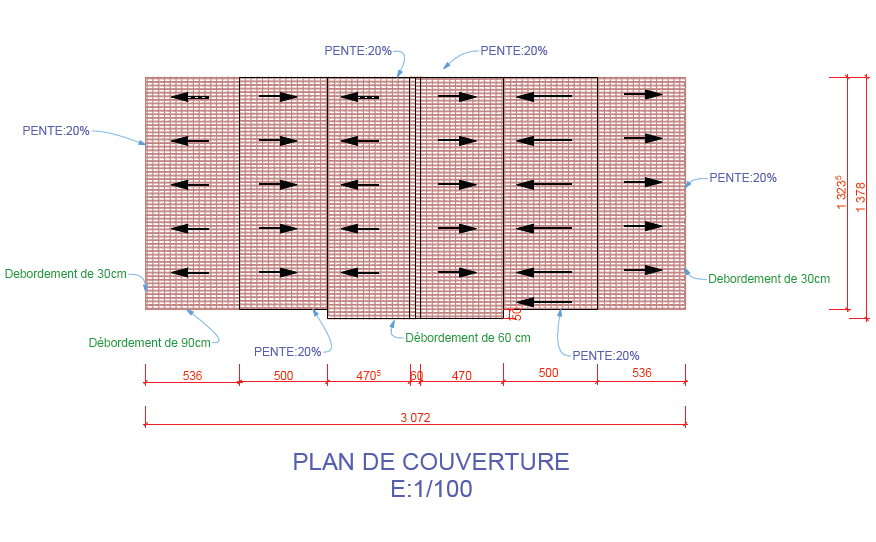 PENTE:20%
PENTE:20%
PENTE:20%
PENTE:20%
1 323⁵
1 378
Debordement de 30cm
Debordement de 30cm
50
Débordement de 90cm
Débordement de 60 cm
PENTE:20%
PENTE:20%
536
500
470⁵
60
470
500
536
3 072
PLAN DE COUVERTURE
E:1/100